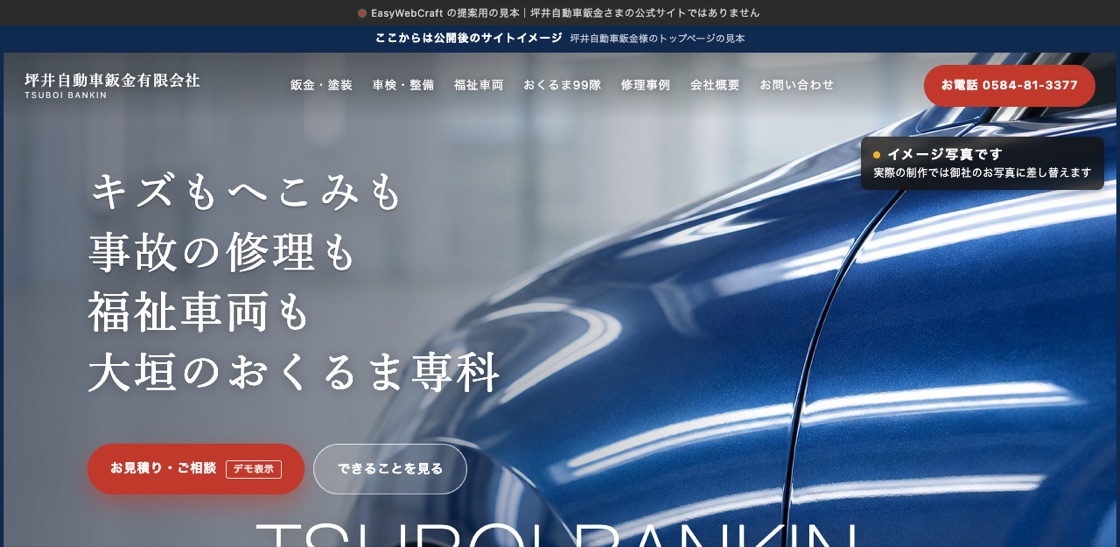 EasyWebCraft の提案用の見本｜坪井自動車鈑金さまの公式サイトではありません
ここからは公開後のサイトイメージ 坪井自動車鈑金様のトップページの見本
坪井自動車鈑金有限会社
TSUBOI BANKIN
鈑金・塗装 車検・整備 福祉車両 おくるま99隊 修理事例 会社概要 お問い合わせ
お電話 0584-81-3377
イメージ写真です
実際の制作では御社のお写真に差し替えます
キズもへこみも
事故の修理も
福祉車両も
大垣のおくるま専科
お見積り・ご相談 デモ表示
できることを見る
TSUBOI BANKIN